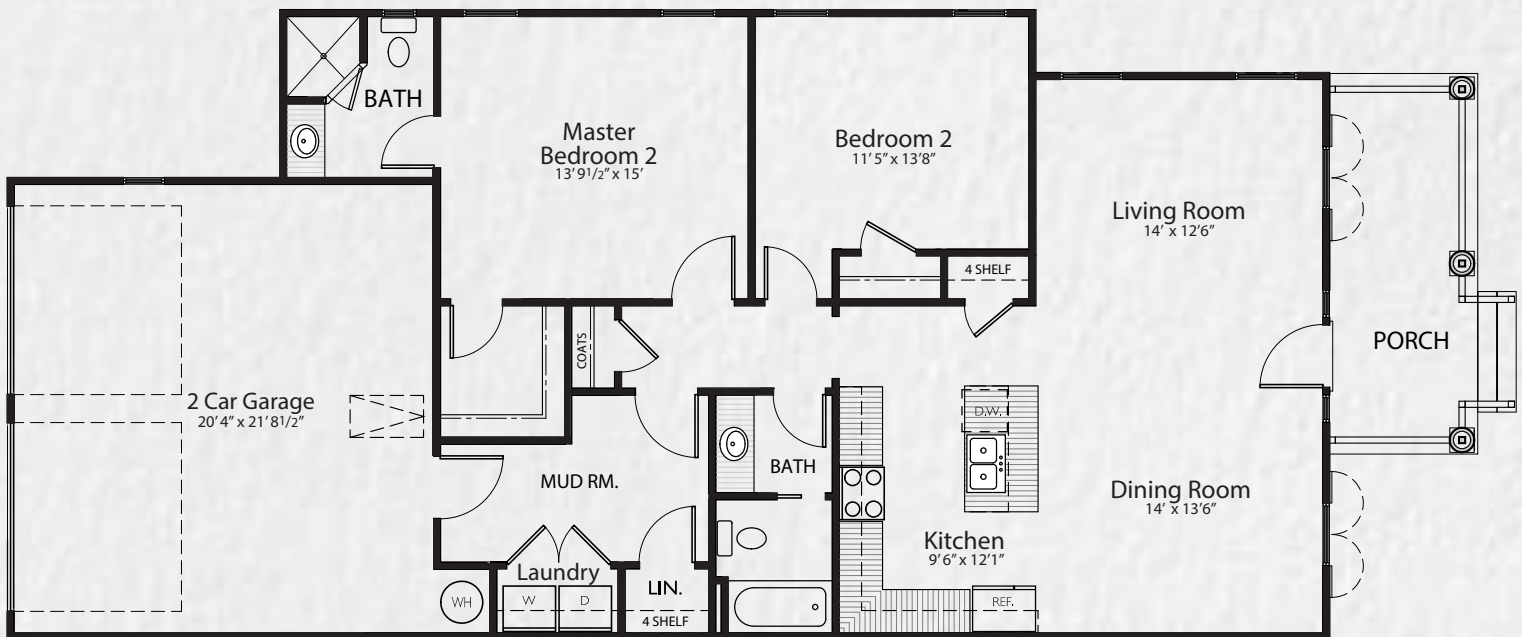 BATH
Master
Bedroom 2
13' 9 1/2" x 15'
Bedroom 2
11' 5" x 13'8"
Living Room
14' x 12'6"
4 SHELF
COATS
PORCH
2 Car Garage
20' 4" x 21' 8 1/2"
D.W.
BATH
MUD RM.
Dining Room
14' x 13'6"
Kitchen
9' 6" x 12'1"
Laundry
WH
W
D
LIN.
4 SHELF
REF.